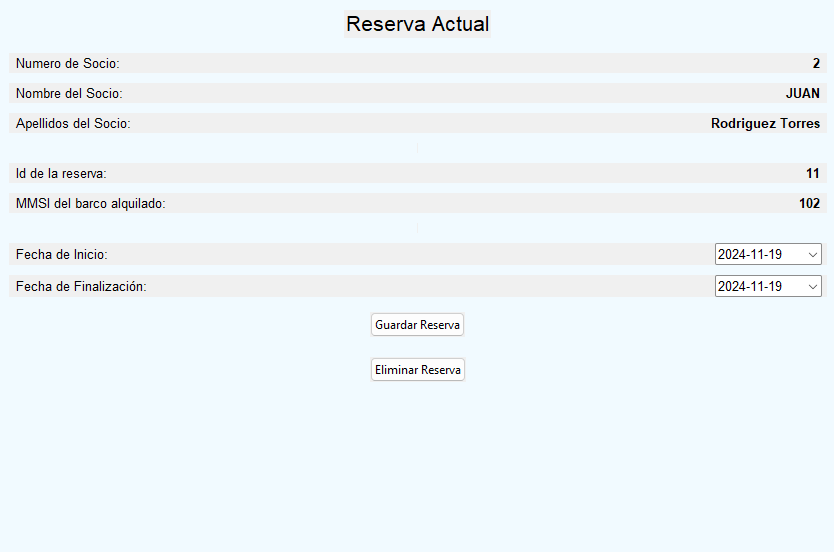 Reserva Actual
Numero de Socio: 2
Nombre del Socio: JUAN
Apellidos del Socio: Rodriguez Torres
Id de la reserva: 11
MMSI del barco alquilado: 102
Fecha de Inicio: 2024-11-19
Fecha de Finalización: 2024-11-19
Guardar Reserva
Eliminar Reserva